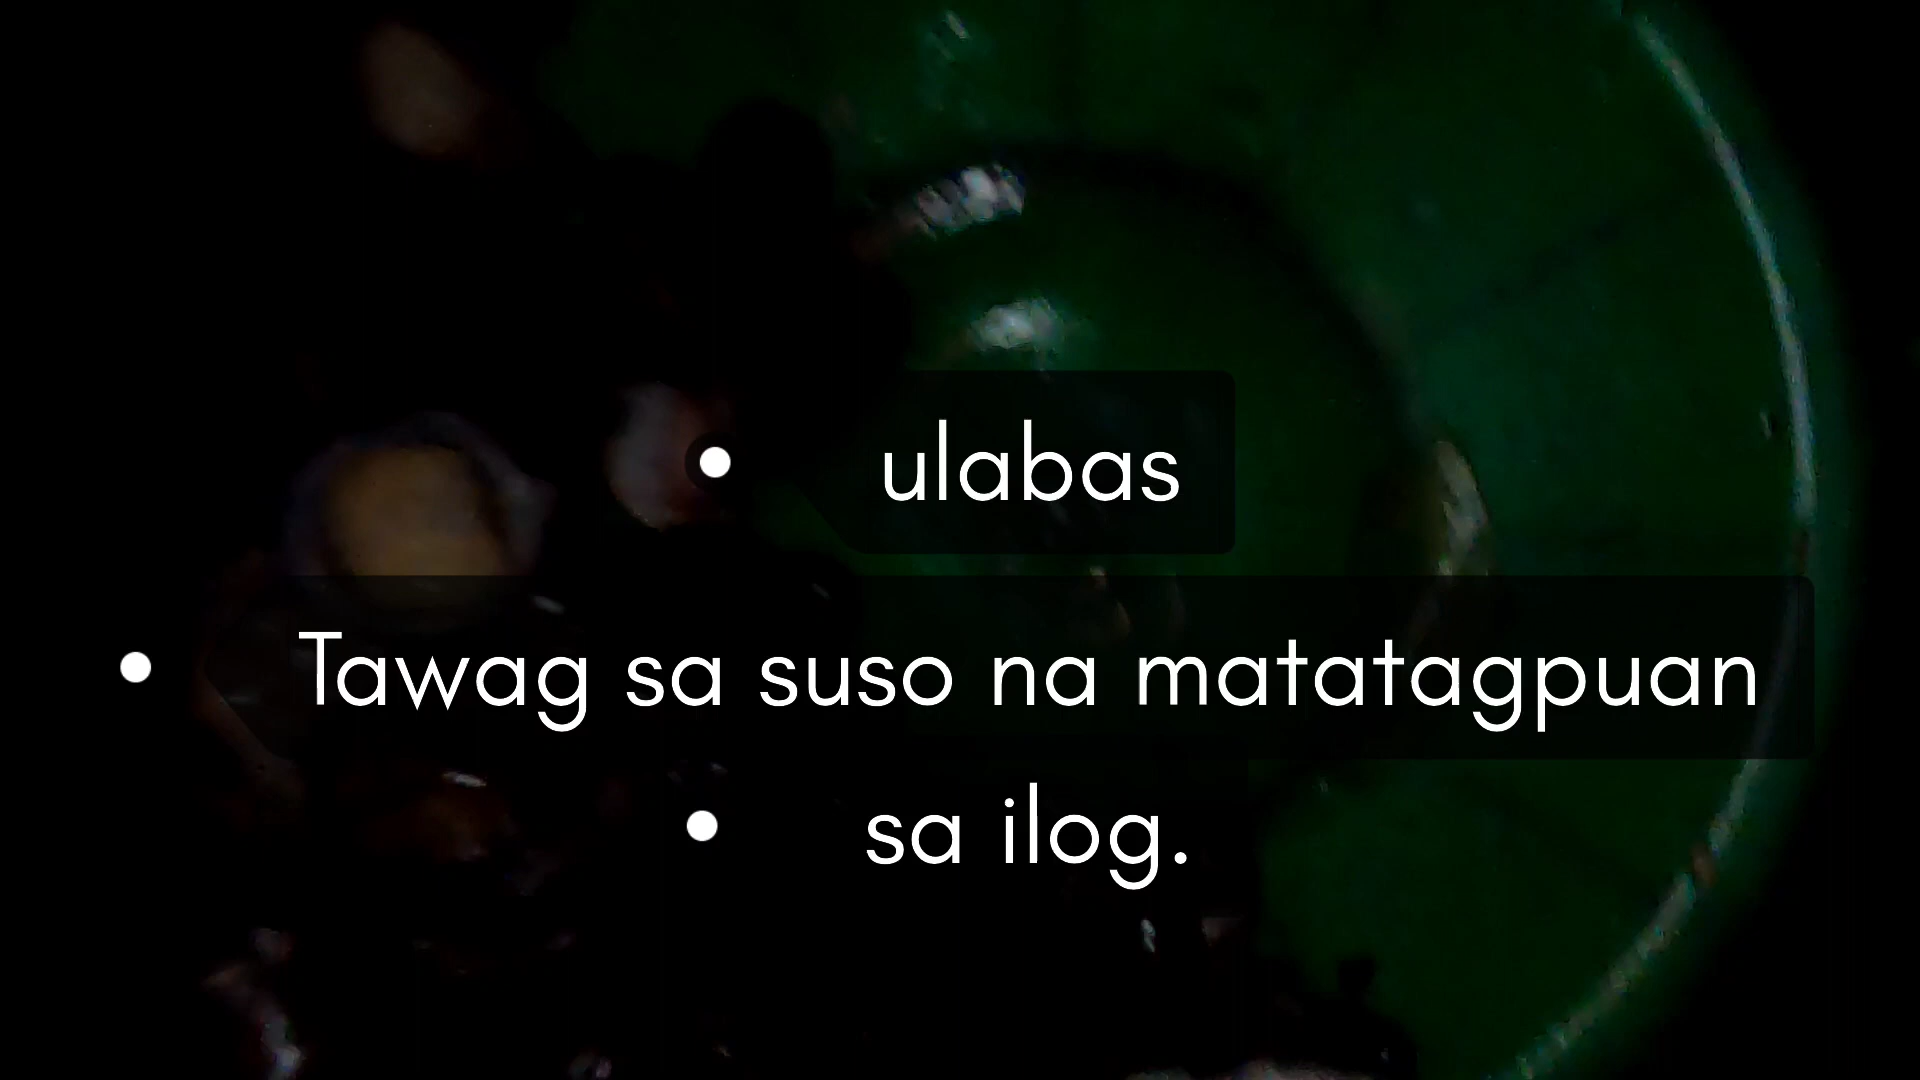 • ulabas
• Tawag sa suso na matatagpuan
• sa ilog.